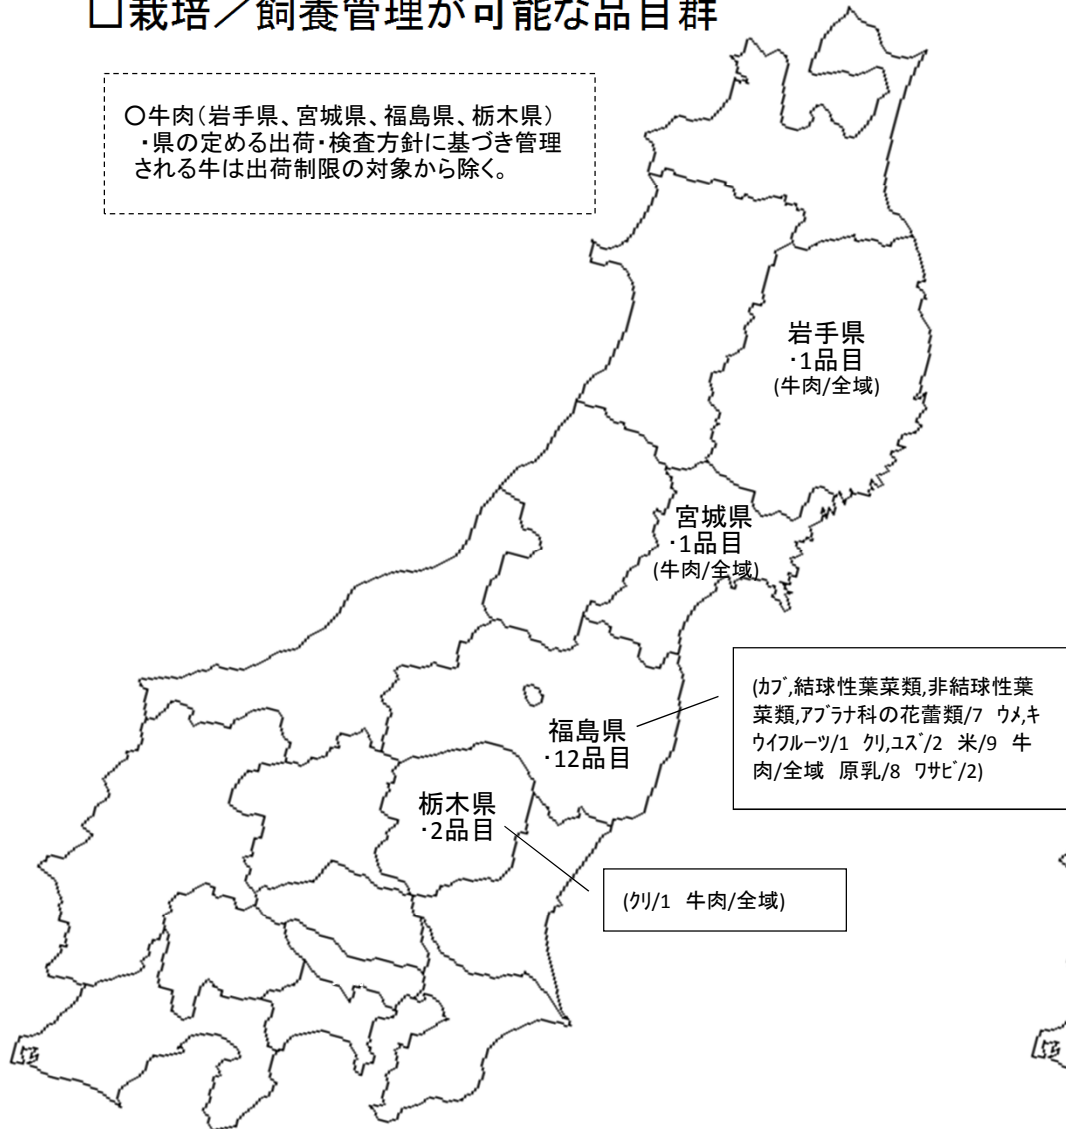 □栽培／飼養管理が可能な品目群
○牛肉(岩手県、宮城県、福島県、栃木県)
・県の定める出荷・検査方針に基づき管理
される牛は出荷制限の対象から除く。
岩手県
・1品目
(牛肉/全域)
宮城県
・1品目
(牛肉/全域)
(ｶﾌﾞ,結球性葉菜類,非結球性葉
菜類,ｱﾌﾞﾗﾅ科の花蕾類/7 ｳﾒ,ｷ
ｳｲﾌﾙｰﾂ/1 ｸﾘ,ﾕｽﾞ/2 米/9 牛
肉/全域 原乳/8 ﾜｻﾋﾞ/2)
福島県
・12品目
栃木県
・2品目
(ｸﾘ/1 牛肉/全域)